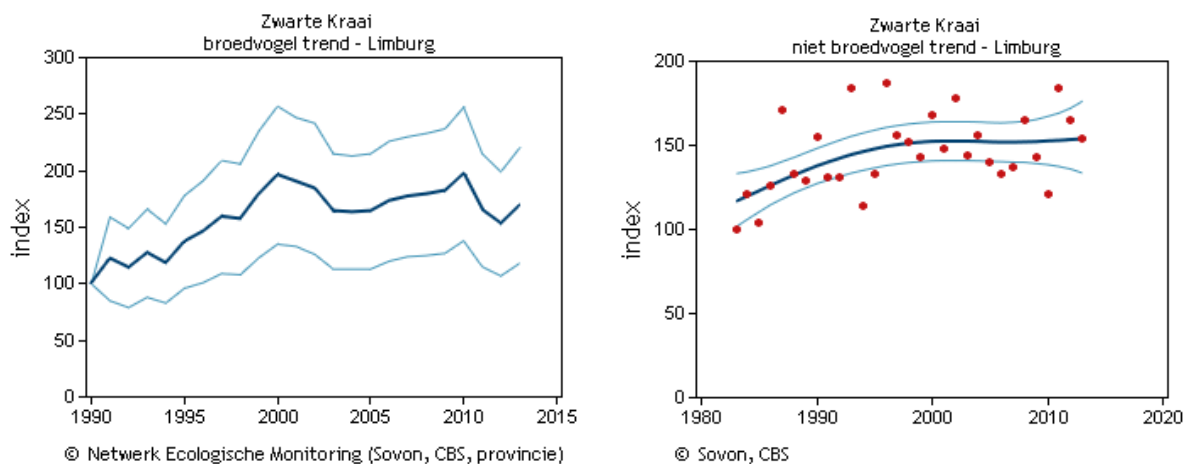 Zwarte Kraai
broedvogel trend - Limburg
300
250
200
150
100
50
0
index
1990
1995
2000
2005
2010
2015
© Netwerk Ecologische Monitoring (Sovon, CBS, provincie)
Zwarte Kraai
niet broedvogel trend - Limburg
200
150
100
50
0
index
1980
1990
2000
2010
2020
© Sovon, CBS